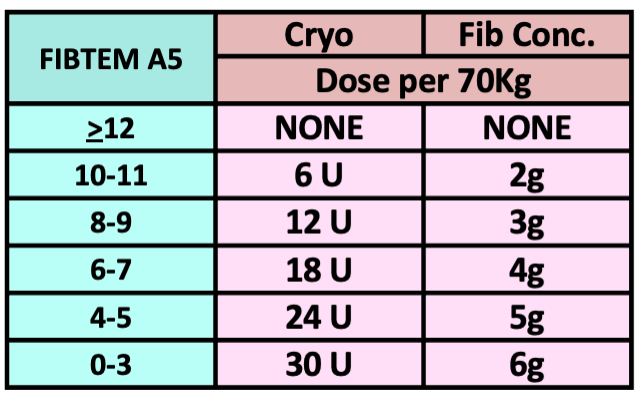 FIBTEM A5 Cryo Fib Conc.
Dose per 70Kg
≥12 NONE NONE
10-11 6 U 2g
8-9 12 U 3g
6-7 18 U 4g
4-5 24 U 5g
0-3 30 U 6g